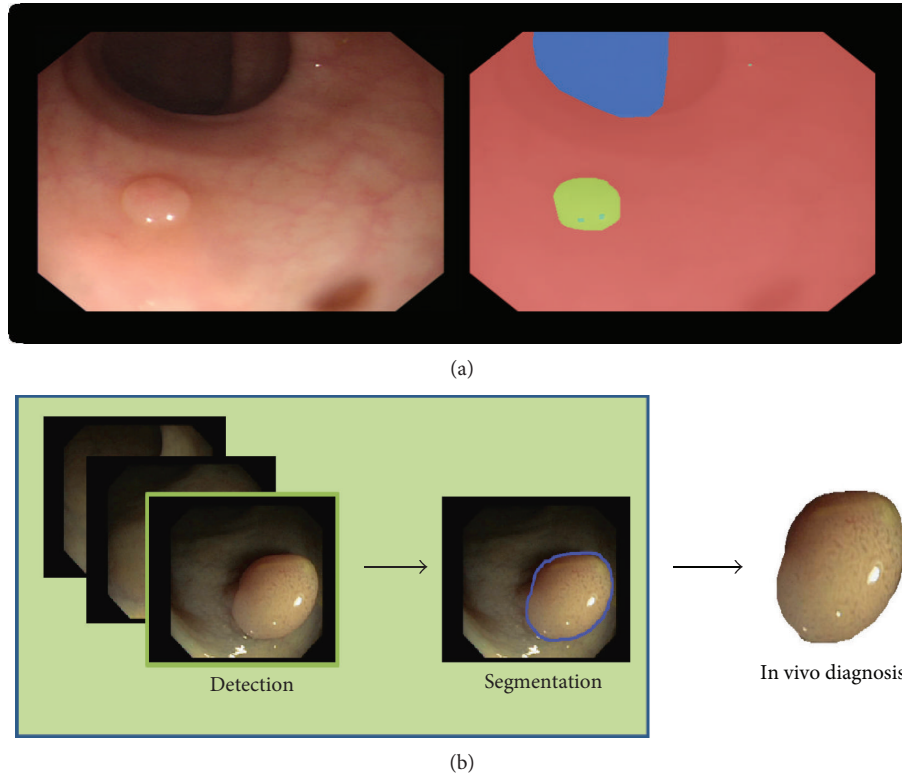 (a)
Detection
Segmentation
In vivo diagnosis
(b)